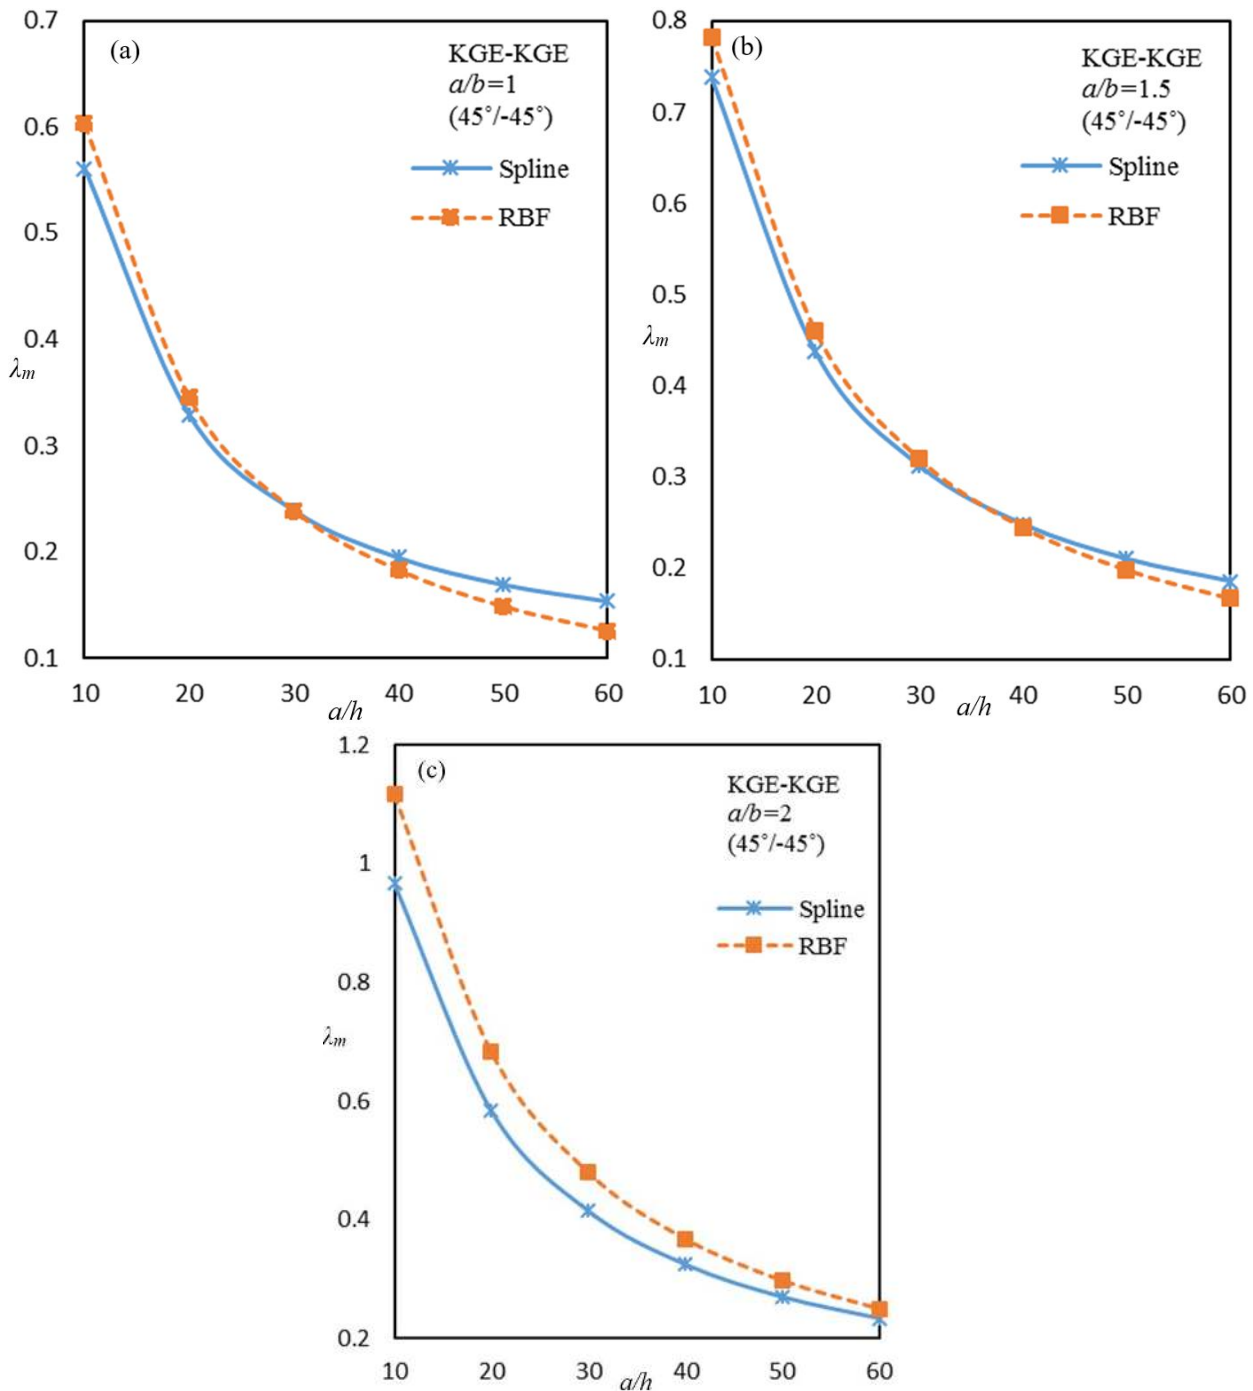 (a)
KGE-KGE
a/b=1
(45˚/-45˚)
Spline
RBF
0.7
0.6
0.5
0.4
0.3
0.2
0.1
λm
10 20 30 40 50 60
a/h
(b)
KGE-KGE
a/b=1.5
(45˚/-45˚)
Spline
RBF
0.8
0.7
0.6
0.5
0.4
0.3
0.2
0.1
λm
10 20 30 40 50 60
a/h
(c)
KGE-KGE
a/b=2
(45˚/-45˚)
Spline
RBF
1.2
1
0.8
0.6
0.4
0.2
λm
10 20 30 40 50 60
a/h